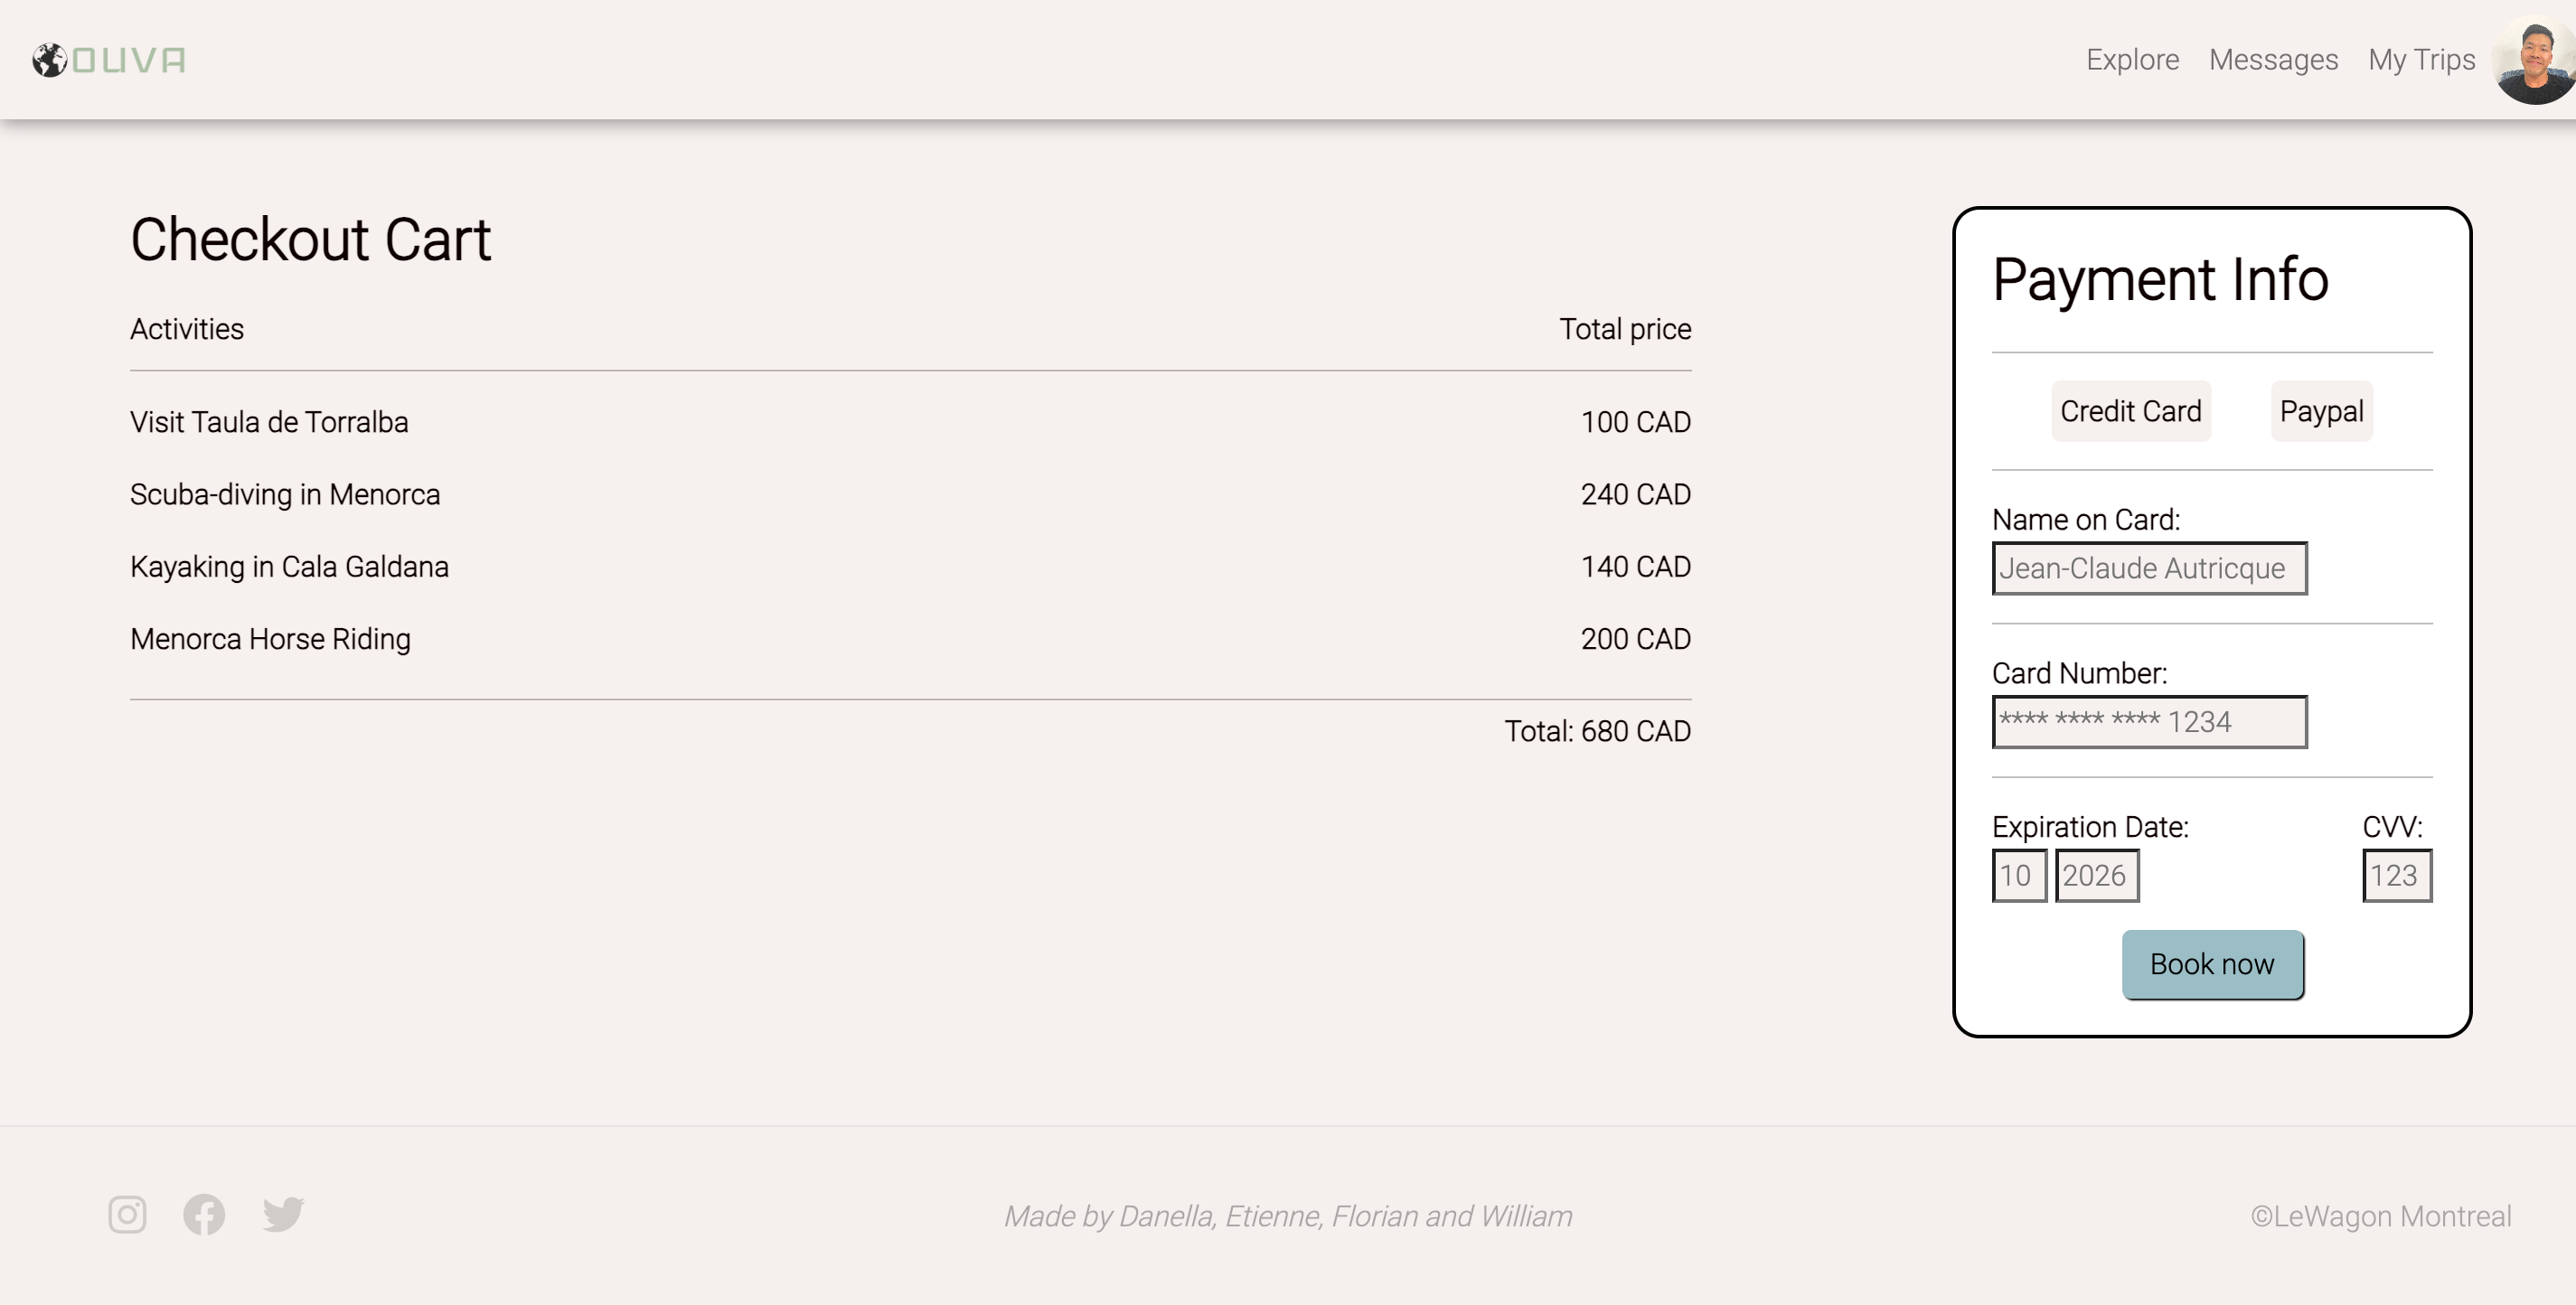 OUVA
Explore Messages My Trips
Checkout Cart
Activities Total price
Visit Taula de Torralba 100 CAD
Scuba-diving in Menorca 240 CAD
Kayaking in Cala Galdana 140 CAD
Menorca Horse Riding 200 CAD
Total: 680 CAD
Payment Info
Credit Card Paypal
Name on Card:
Jean-Claude Autricque
Card Number:
**** **** **** 1234
Expiration Date: CVV:
10 2026 123
Book now
Made by Danella, Etienne, Florian and William
©LeWagon Montreal